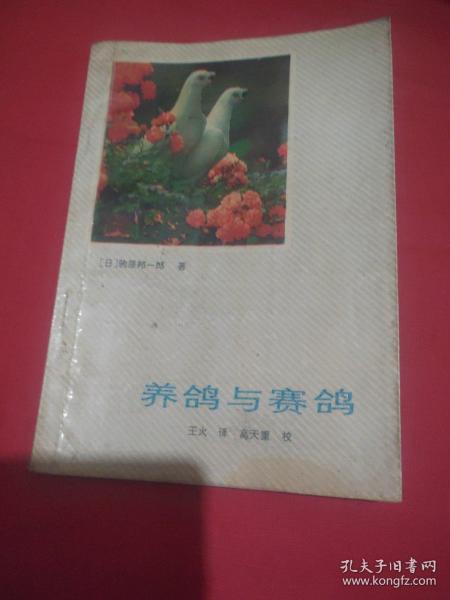 [日]驹原邦一郎 著
养鸽与赛鸽
王火 译 高天重 校
孔夫子旧书网
www.kongfz.com